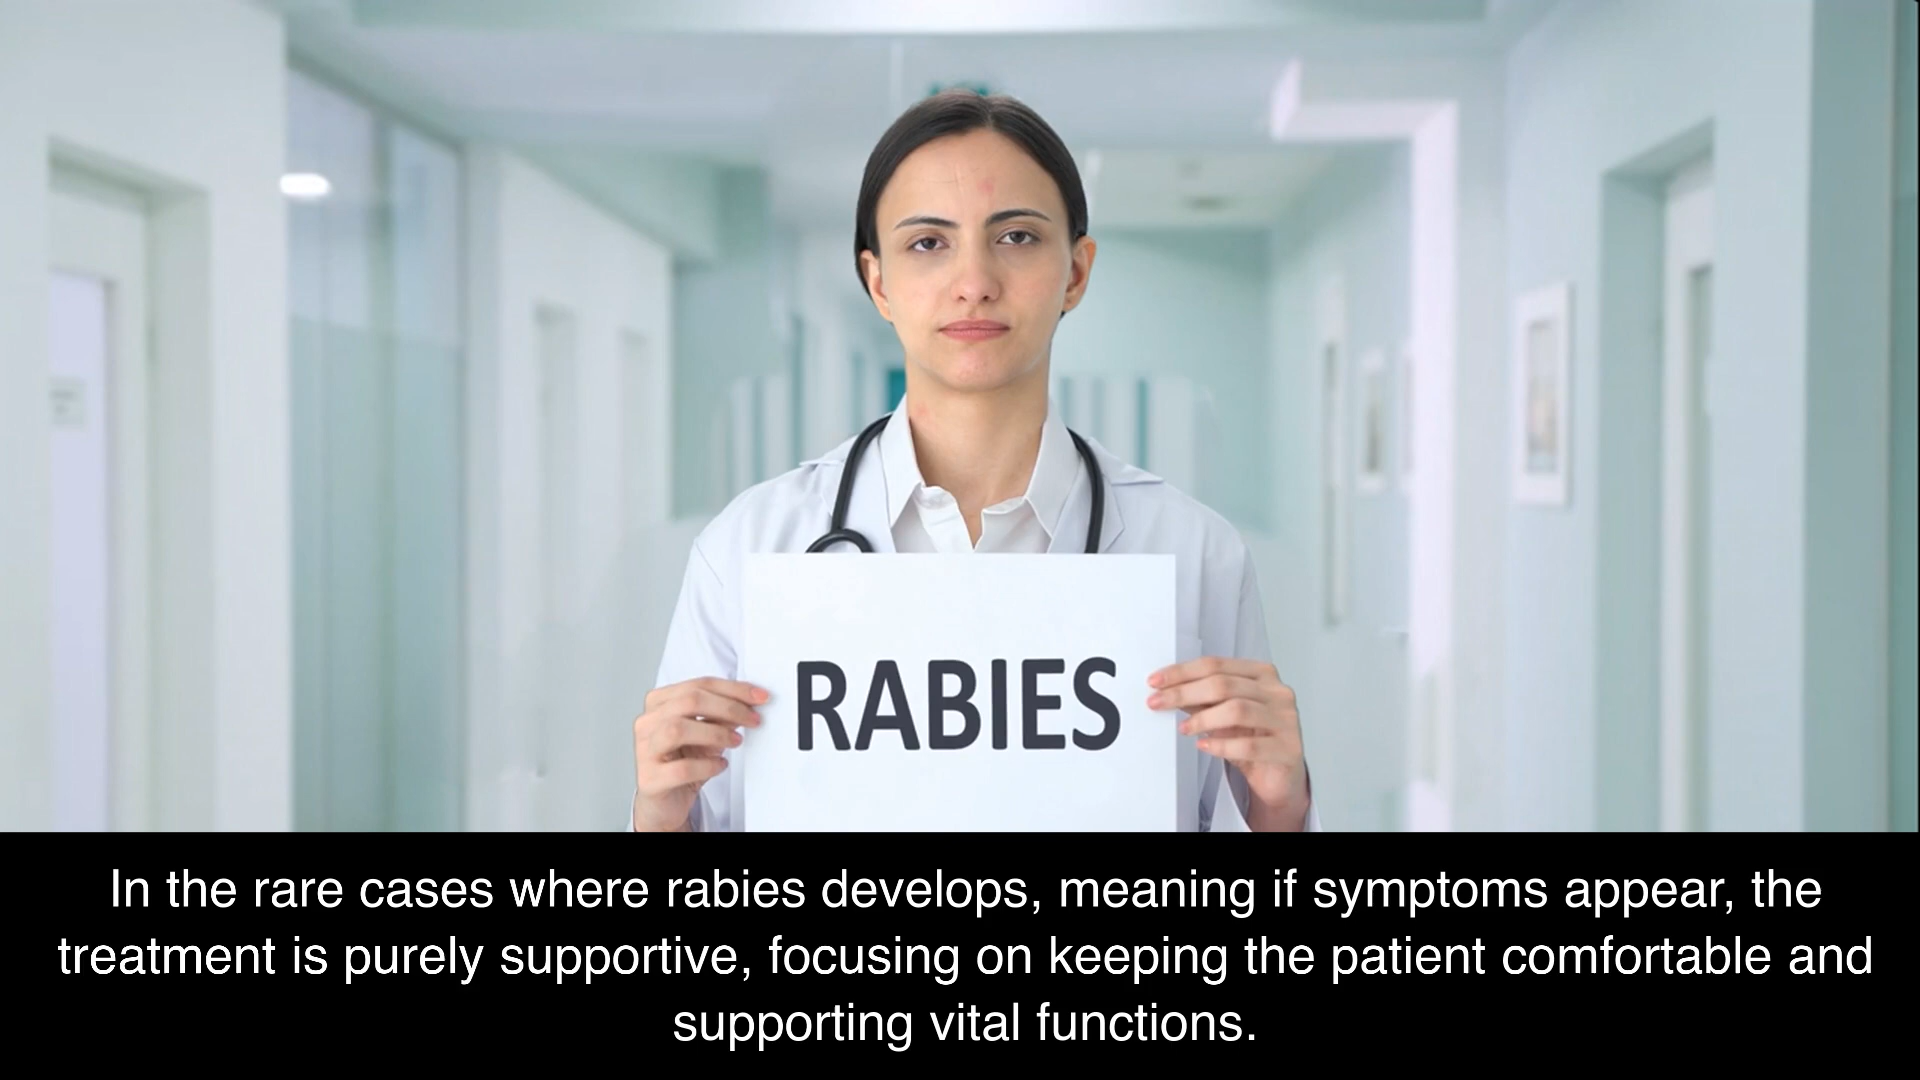 RABIES
In the rare cases where rabies develops, meaning if symptoms appear, the
treatment is purely supportive, focusing on keeping the patient comfortable and
supporting vital functions.